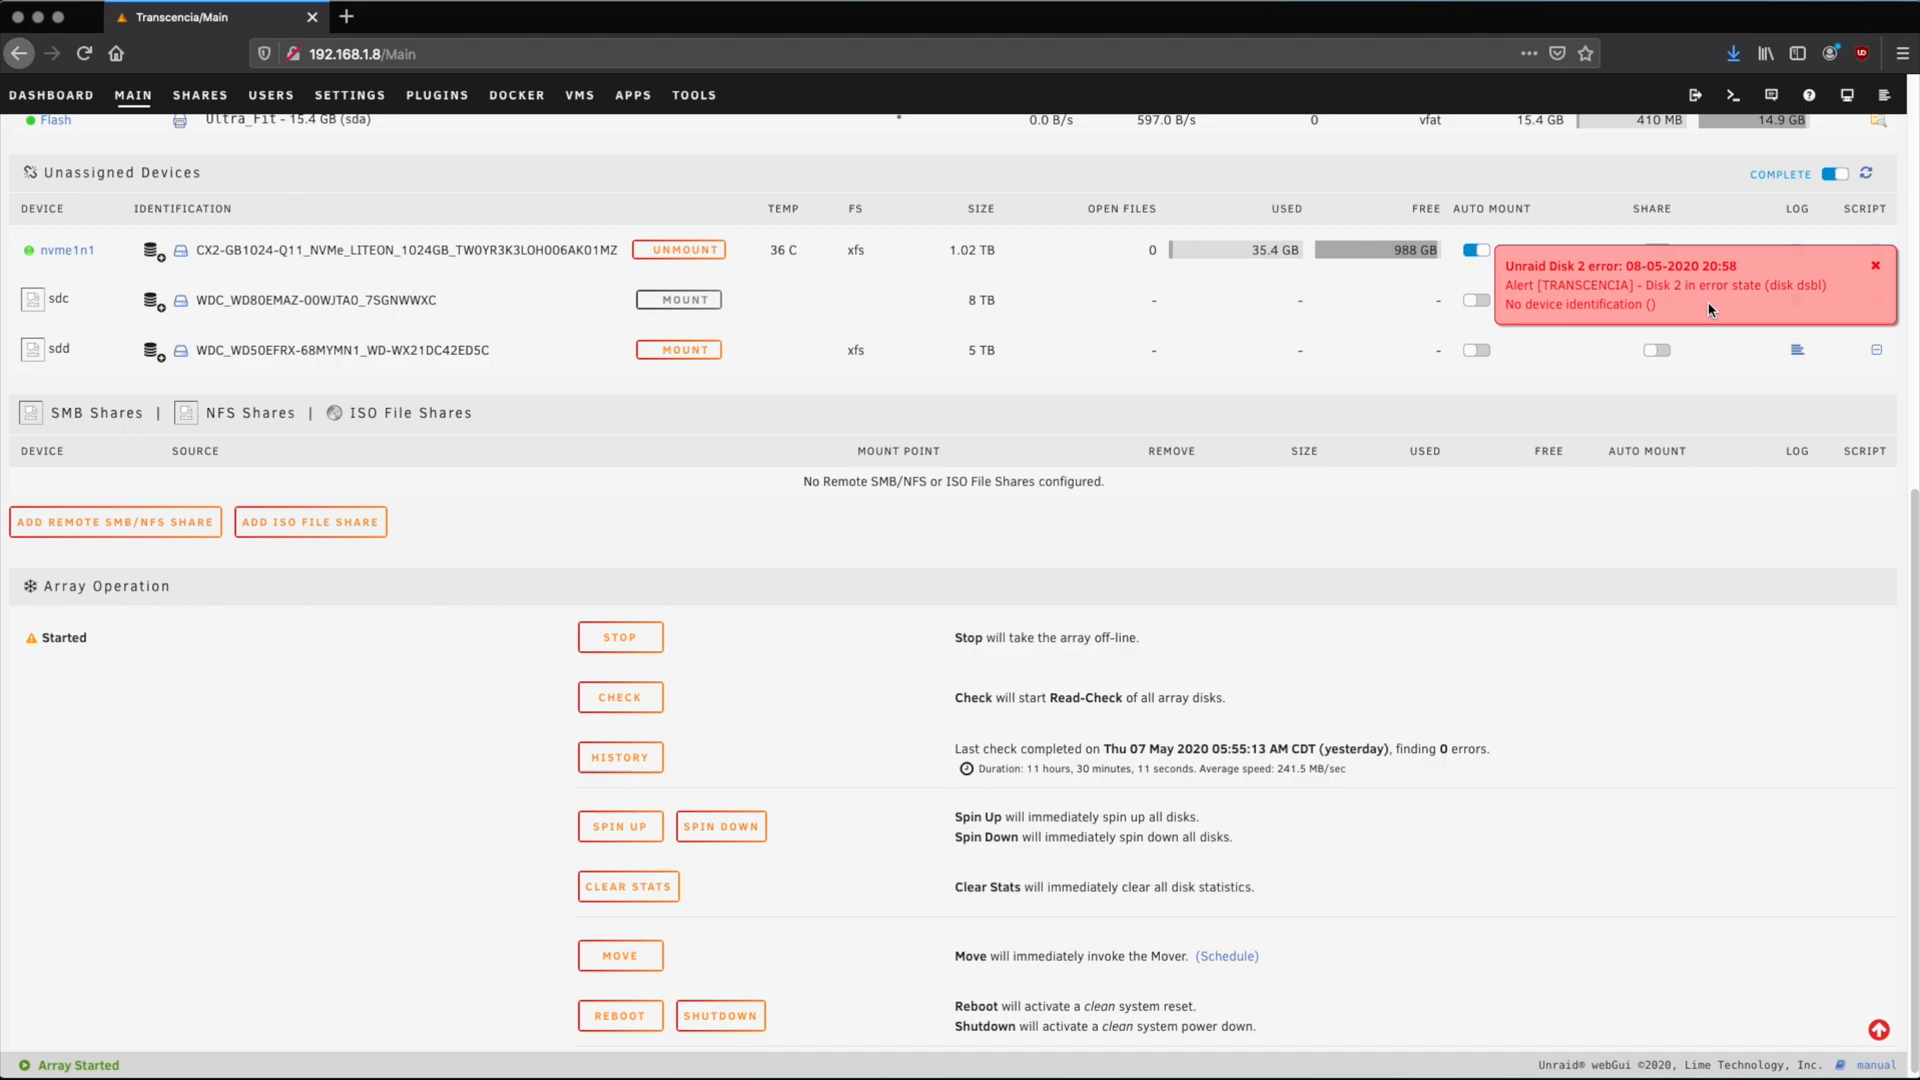 Transcencia/Main
192.168.1.8/Main
DASHBOARD MAIN SHARES USERS SETTINGS PLUGINS DOCKER VMS APPS TOOLS
Flash Ultra_Fit - 15.4 GB (sda) * 0.0 B/s 597.0 B/s 0 vfat 15.4 GB 410 MB 14.9 GB
Unassigned Devices COMPLETE
DEVICE IDENTIFICATION TEMP FS SIZE OPEN FILES USED FREE AUTO MOUNT SHARE LOG SCRIPT
nvme1n1 CX2-GB1024-Q11_NVMe_LITEON_1024GB_TW0YR3K3LOH006AK01MZ UNMOUNT 36 C xfs 1.02 TB 0 35.4 GB 988 GB
Unraid Disk 2 error: 08-05-2020 20:58
Alert [TRANSCENCIA] - Disk 2 in error state (disk dsbl)
No device identification ()
sdc WDC_WD80EMAZ-00WJTA0_7SGNWWXC MOUNT 8 TB - - -
sdd WDC_WD50EFRX-68MYMN1_WD-WX21DC42ED5C MOUNT xfs 5 TB - - -
SMB Shares | NFS Shares | ISO File Shares
DEVICE SOURCE MOUNT POINT REMOVE SIZE USED FREE AUTO MOUNT LOG SCRIPT
No Remote SMB/NFS or ISO File Shares configured.
ADD REMOTE SMB/NFS SHARE ADD ISO FILE SHARE
Array Operation
Started STOP Stop will take the array off-line.
CHECK Check will start Read-Check of all array disks.
HISTORY Last check completed on Thu 07 May 2020 05:55:13 AM CDT (yesterday), finding 0 errors.
Duration: 11 hours, 30 minutes, 11 seconds. Average speed: 241.5 MB/sec
SPIN UP SPIN DOWN Spin Up will immediately spin up all disks.
Spin Down will immediately spin down all disks.
CLEAR STATS Clear Stats will immediately clear all disk statistics.
MOVE Move will immediately invoke the Mover. (Schedule)
REBOOT SHUTDOWN Reboot will activate a clean system reset.
Shutdown will activate a clean system power down.
Array Started Unraid® webGui ©2020, Lime Technology, Inc. manual